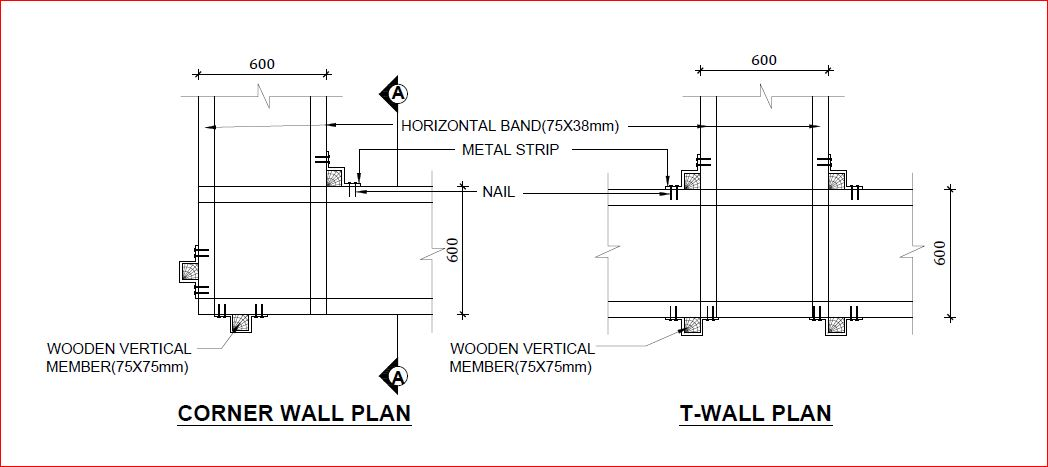 600
600
A
HORIZONTAL BAND(75X38mm)
METAL STRIP
NAIL
600
600
WOODEN VERTICAL
MEMBER(75X75mm)
WOODEN VERTICAL
MEMBER(75X75mm)
A
CORNER WALL PLAN
T-WALL PLAN